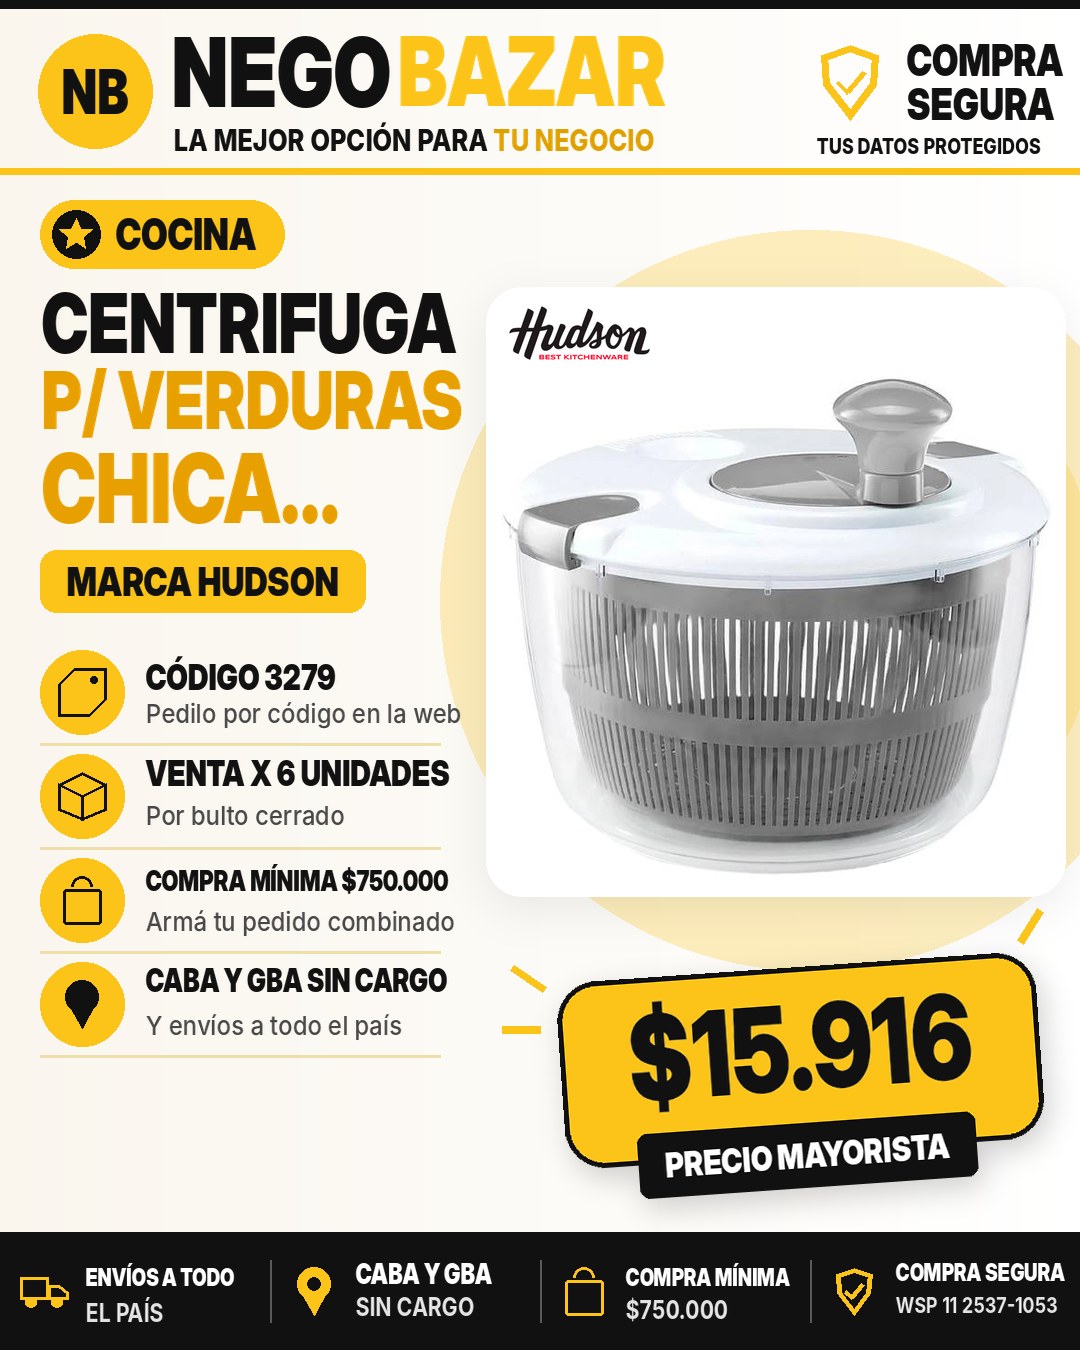 NB
NEGOBAZAR
LA MEJOR OPCIÓN PARA TU NEGOCIO
COMPRA
SEGURA
TUS DATOS PROTEGIDOS
COCINA
CENTRIFUGA
P/ VERDURAS
CHICA...
MARCA HUDSON
Hudson
BEST KITCHENWARE
CÓDIGO 3279
Pedilo por código en la web
VENTA X 6 UNIDADES
Por bulto cerrado
COMPRA MÍNIMA $750.000
Armá tu pedido combinado
CABA Y GBA SIN CARGO
Y envíos a todo el país
$15.916
PRECIO MAYORISTA
ENVÍOS A TODO
EL PAÍS
CABA Y GBA
SIN CARGO
COMPRA MÍNIMA
$750.000
COMPRA SEGURA
WSP 11 2537-1053